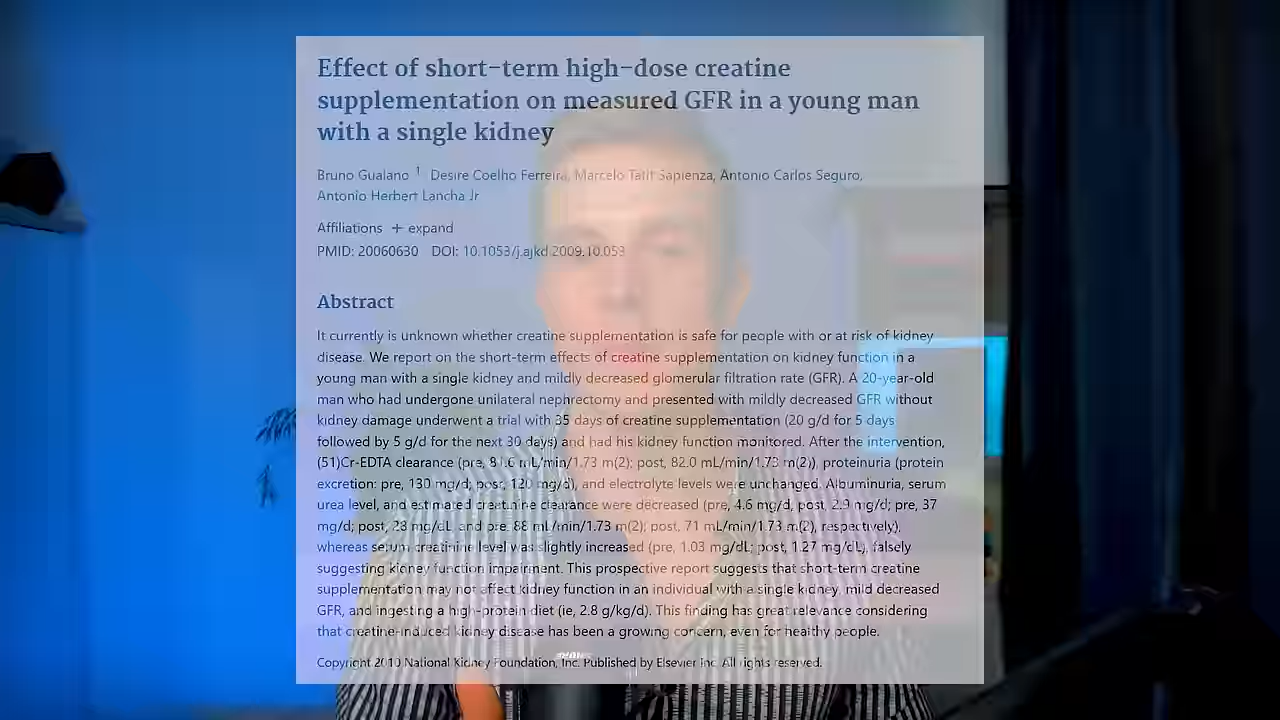 Effect of short-term high-dose creatine
supplementation on measured GFR in a young man
with a single kidney
Bruno Gualano 1 Desire Coelho Ferreira, Marcelo Tatit Sapienza, Antonio Carlos Seguro,
Antonio Herbert Lancha Jr
Affiliations + expand
PMID: 20060630 DOI: 10.1053/j.ajkd.2009.10.053
Abstract
It currently is unknown whether creatine supplementation is safe for people with or at risk of kidney
disease. We report on the short-term effects of creatine supplementation on kidney function in a
young man with a single kidney and mildly decreased glomerular filtration rate (GFR). A 20-year-old
man who had undergone unilateral nephrectomy and presented with mildly decreased GFR without
kidney damage underwent a trial with 35 days of creatine supplementation (20 g/d for 5 days
followed by 5 g/d for the next 30 days) and had his kidney function monitored. After the intervention,
(51)Cr-EDTA clearance (pre, 81.6 mL/min/1.73 m(2); post, 82.0 mL/min/1.73 m(2)), proteinuria (protein
excretion: pre, 130 mg/d; post, 120 mg/d), and electrolyte levels were unchanged. Albuminuria, serum
urea level, and estimated creatinine clearance were decreased (pre, 4.6 mg/d, post, 2.9 mg/d; pre, 37
mg/d; post, 28 mg/dL, and pre, 88 mL/min/1.73 m(2); post, 71 mL/min/1.73 m(2), respectively),
whereas serum creatinine level was slightly increased (pre, 1.03 mg/dL; post, 1.27 mg/dL), falsely
suggesting kidney function impairment. This prospective report suggests that short-term creatine
supplementation may not affect kidney function in an individual with a single kidney, mild decreased
GFR, and ingesting a high-protein diet (ie, 2.8 g/kg/d). This finding has great relevance considering
that creatine-induced kidney disease has been a growing concern, even for healthy people.
Copyright 2010 National Kidney Foundation, Inc. Published by Elsevier Inc. All rights reserved.